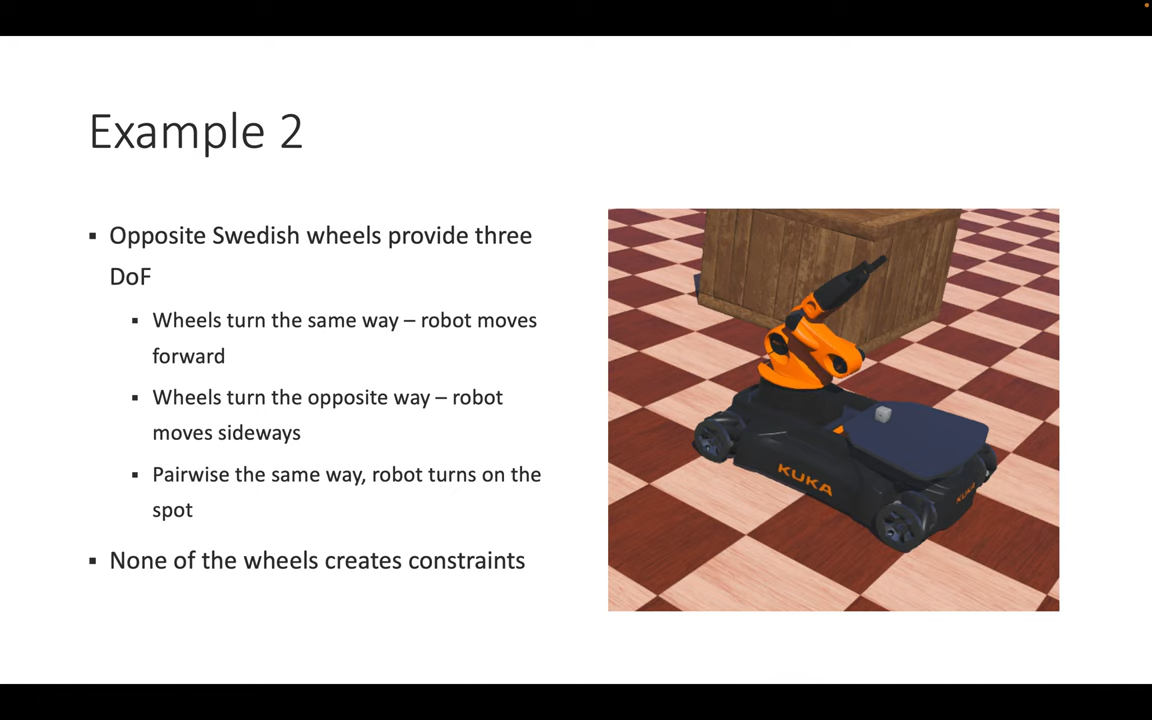 Example 2
▪ Opposite Swedish wheels provide three
DoF
▪ Wheels turn the same way – robot moves
forward
▪ Wheels turn the opposite way – robot
moves sideways
▪ Pairwise the same way, robot turns on the
spot
▪ None of the wheels creates constraints
KUKA
KUKA